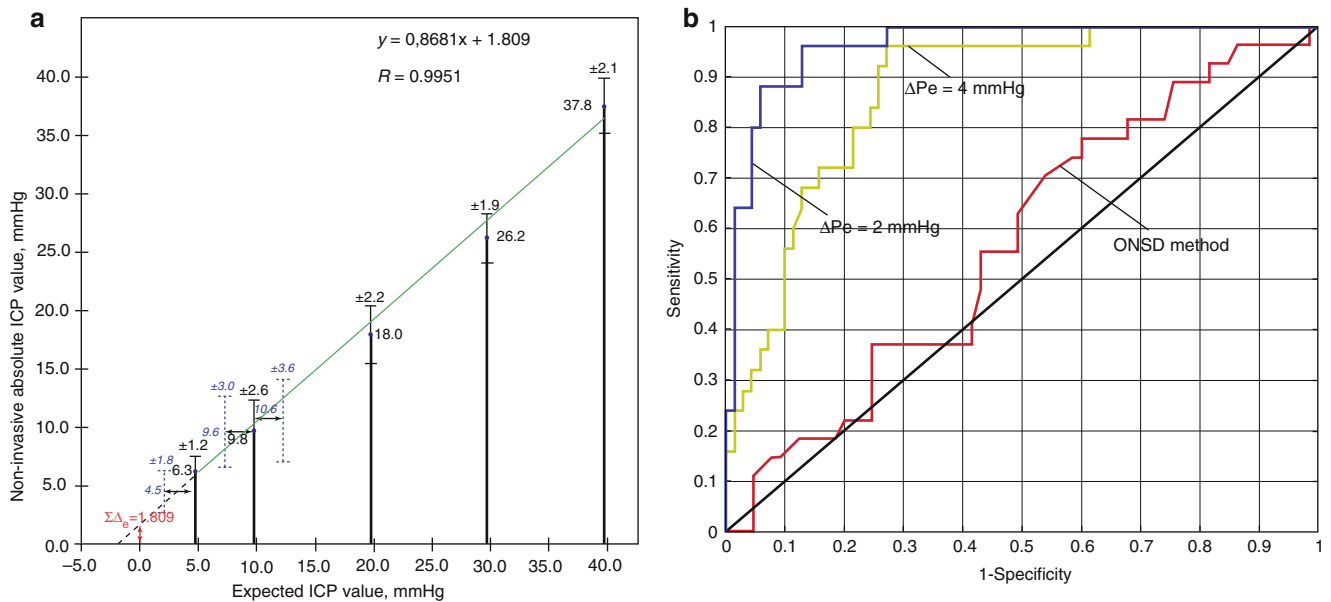 a
y = 0,8681x + 1.809
R = 0.9951
Non-invasive absolute ICP value, mmHg
40.0
35.0
30.0
25.0
20.0
15.0
10.0
5.0
0.0
±2.1
37.8
±1.9
26.2
±2.2
18.0
±3.6
±3.0
±2.6
10.6
9.6
9.8
±1.2
±1.8
6.3
4.5
ΣΔe=1.809
–5.0 0.0 5.0 10.0 15.0 20.0 25.0 30.0 35.0 40.0
Expected ICP value, mmHg
b
Sensitivity
1
0.9
0.8
0.7
0.6
0.5
0.4
0.3
0.2
0.1
0
ΔPe = 4 mmHg
ΔPe = 2 mmHg
ONSD method
0 0.1 0.2 0.3 0.4 0.5 0.6 0.7 0.8 0.9 1
1-Specificity